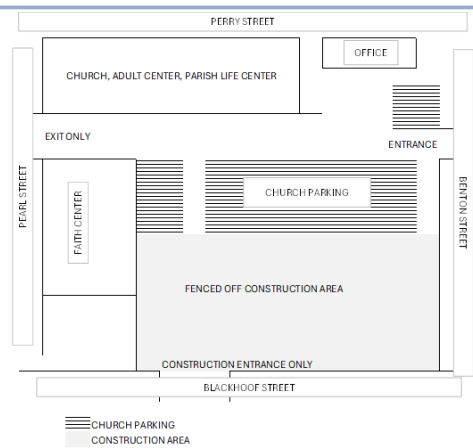 PERRY STREET
OFFICE
CHURCH, ADULT CENTER, PARISH LIFE CENTER
EXIT ONLY
ENTRANCE
PEARL STREET
FAITH CENTER
CHURCH PARKING
BENTON STREET
FENCED OFF CONSTRUCTION AREA
CONSTRUCTION ENTRANCE ONLY
BLACKHOOF STREET
CHURCH PARKING
CONSTRUCTION AREA